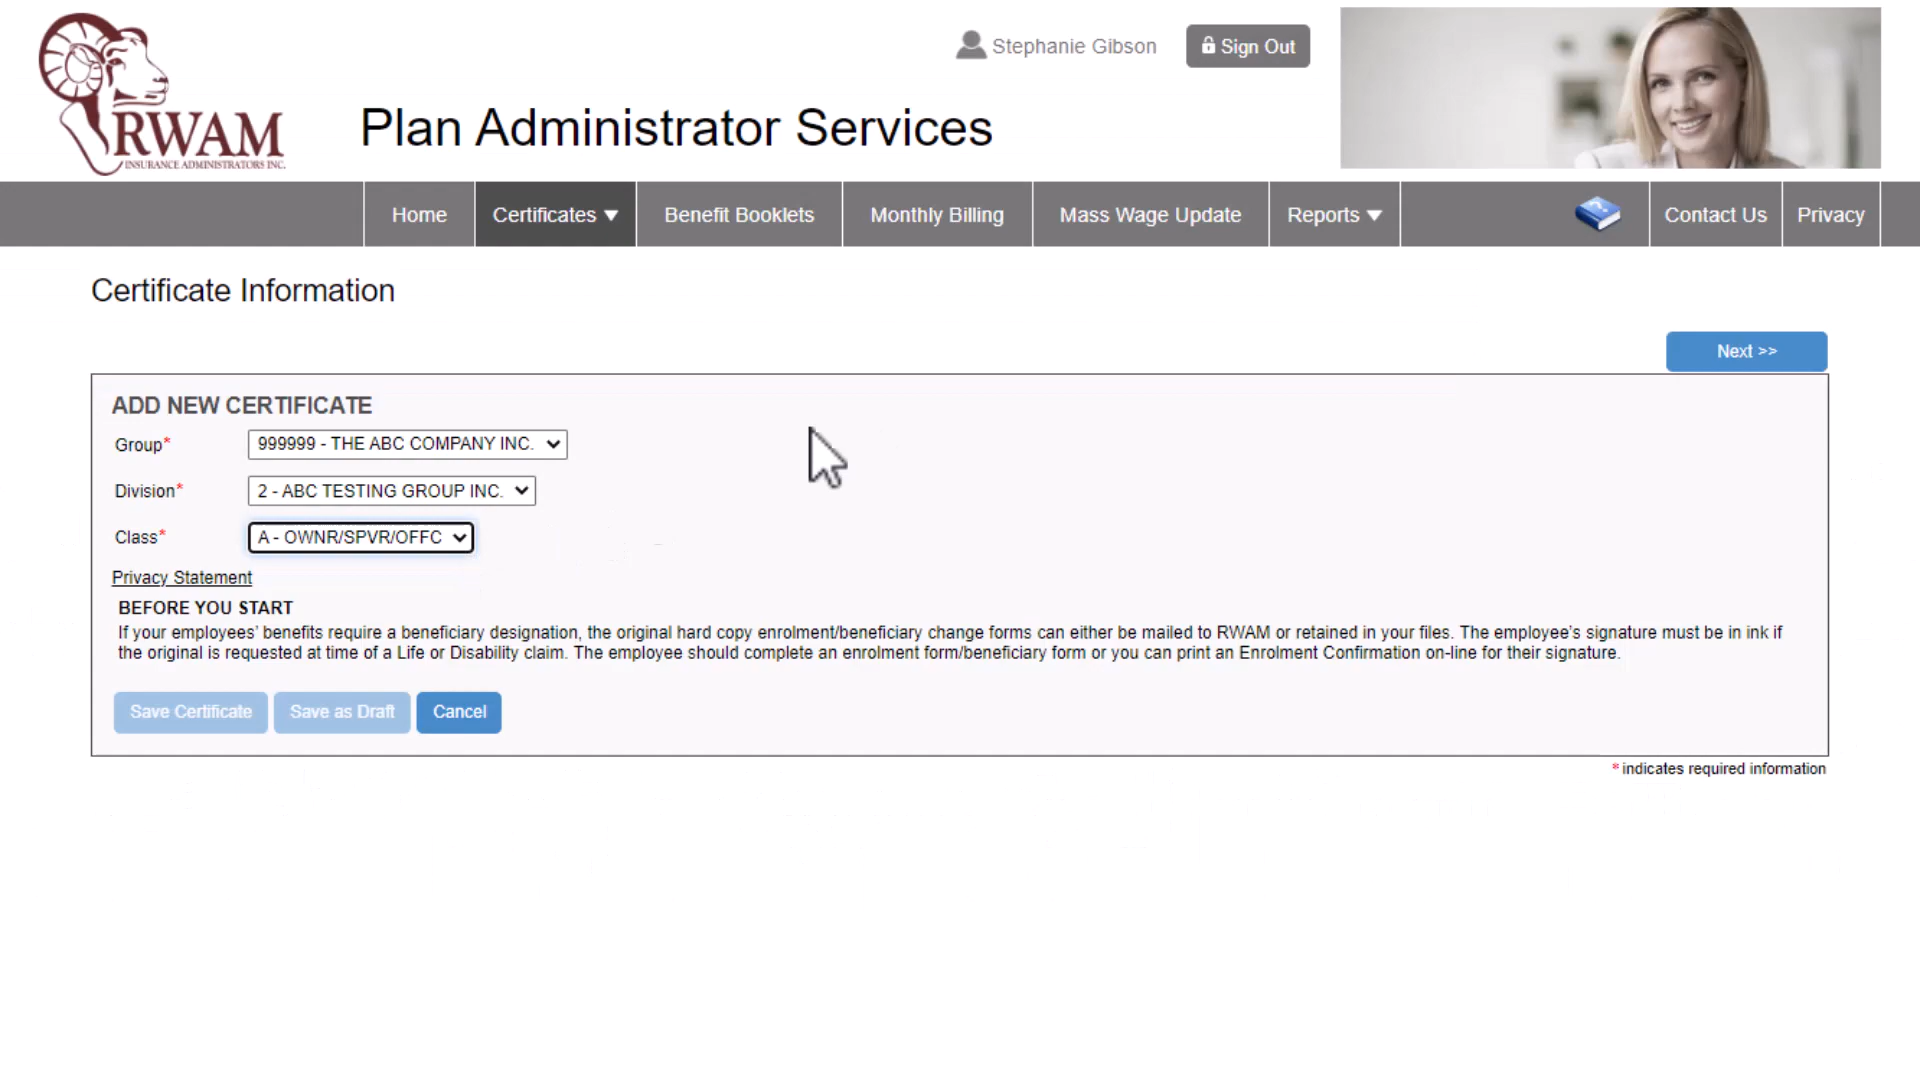 Stephanie Gibson
Sign Out
RWAM
INSURANCE ADMINISTRATORS INC.
Plan Administrator Services
Home
Certificates ▼
Benefit Booklets
Monthly Billing
Mass Wage Update
Reports ▼
Contact Us
Privacy
Certificate Information
Next >>
ADD NEW CERTIFICATE
Group* 999999 - THE ABC COMPANY INC.
Division* 2 - ABC TESTING GROUP INC.
Class* A - OWNR/SPVR/OFFC
Privacy Statement
BEFORE YOU START
If your employees' benefits require a beneficiary designation, the original hard copy enrolment/beneficiary change forms can either be mailed to RWAM or retained in your files. The employee's signature must be in ink if
the original is requested at time of a Life or Disability claim. The employee should complete an enrolment form/beneficiary form or you can print an Enrolment Confirmation on-line for their signature.
Save Certificate
Save as Draft
Cancel
* indicates required information